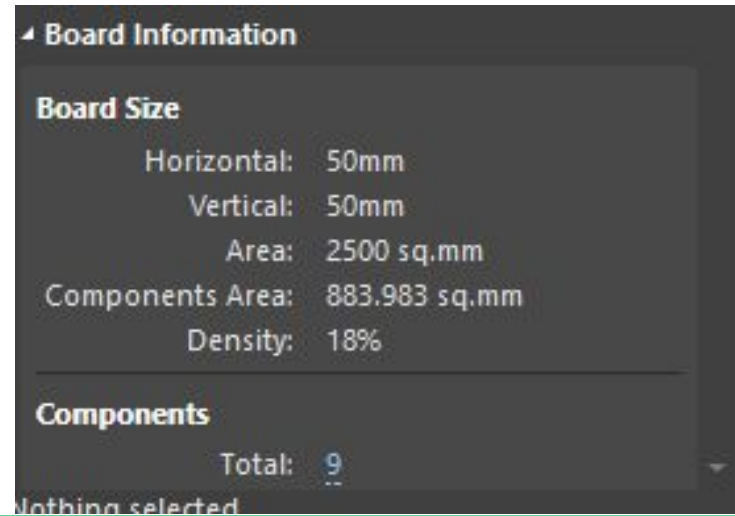 Board Information
Board Size
Horizontal: 50mm
Vertical: 50mm
Area: 2500 sq.mm
Components Area: 883.983 sq.mm
Density: 18%
Components
Total: 9
Nothing selected